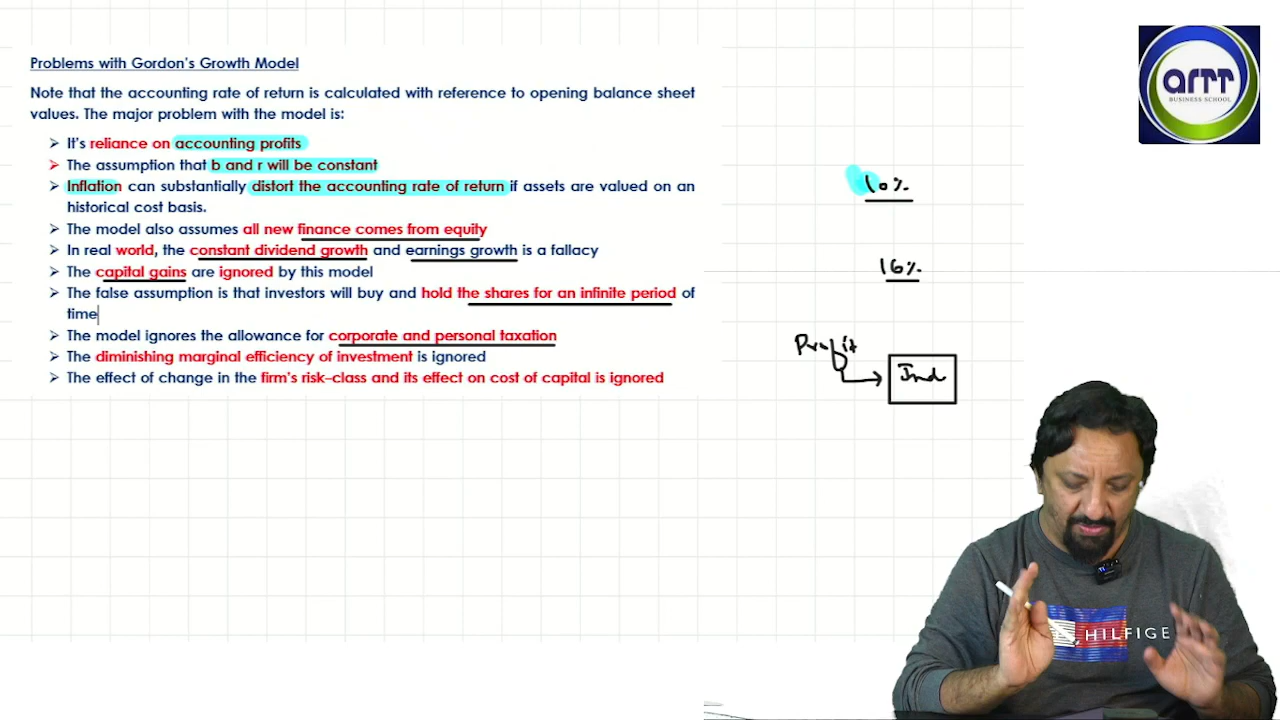 Problems with Gordon's Growth Model
Note that the accounting rate of return is calculated with reference to opening balance sheet
values. The major problem with the model is:
➢ It's reliance on accounting profits
➢ The assumption that b and r will be constant
➢ Inflation can substantially distort the accounting rate of return if assets are valued on an
historical cost basis.
➢ The model also assumes all new finance comes from equity
➢ In real world, the constant dividend growth and earnings growth is a fallacy
➢ The capital gains are ignored by this model
➢ The false assumption is that investors will buy and hold the shares for an infinite period of
time
➢ The model ignores the allowance for corporate and personal taxation
➢ The diminishing marginal efficiency of investment is ignored
➢ The effect of change in the firm's risk–class and its effect on cost of capital is ignored
10%
16%
Profit
artt
BUSINESS SCHOOL
HILFIGE